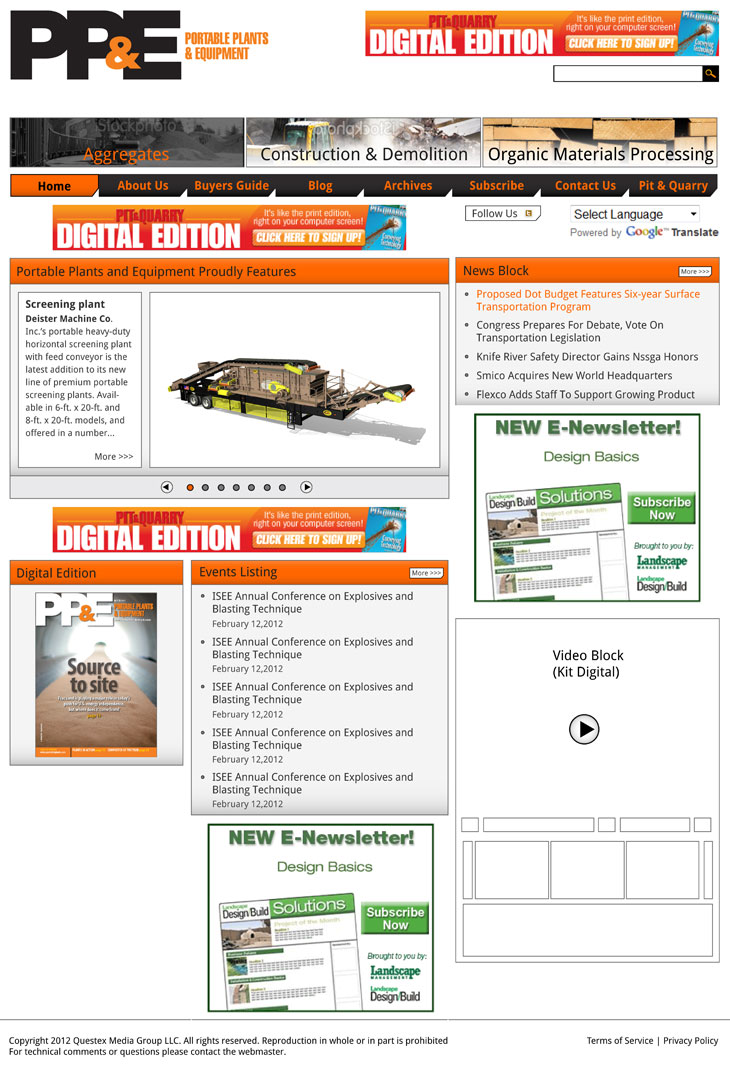 PP&E PORTABLE PLANTS
& EQUIPMENT
PIT&QUARRY
DIGITAL EDITION
It's like the print edition,
right on your computer screen!
CLICK HERE TO SIGN UP!
Aggregates
Construction & Demolition
Organic Materials Processing
Home
About Us
Buyers Guide
Blog
Archives
Subscribe
Contact Us
Pit & Quarry
PIT&QUARRY
DIGITAL EDITION
It's like the print edition,
right on your computer screen!
CLICK HERE TO SIGN UP!
Follow Us
Select Language
Powered by Google™ Translate
Portable Plants and Equipment Proudly Features
Screening plant
Deister Machine Co.
Inc.’s portable heavy-duty
horizontal screening plant
with feed conveyor is the
latest addition to its new
line of premium portable
screening plants. Avail-
able in 6-ft. x 20-ft. and
8-ft. x 20-ft. models, and
offered in a number...
More >>>
News Block
More >>>
Proposed Dot Budget Features Six-year Surface
Transportation Program
Congress Prepares For Debate, Vote On
Transportation Legislation
Knife River Safety Director Gains Nssga Honors
Smico Acquires New World Headquarters
Flexco Adds Staff To Support Growing Product
NEW E-Newsletter!
Design Basics
Landscape
Design/Build Solutions
Project of the Month
Subscribe
Now
Brought to you by:
Landscape
MANAGEMENT
Landscape
Design/Build
PIT&QUARRY
DIGITAL EDITION
It's like the print edition,
right on your computer screen!
CLICK HERE TO SIGN UP!
Digital Edition
PP&E PORTABLE PLANTS
& EQUIPMENT
Source
to site
Events Listing
More >>>
ISEE Annual Conference on Explosives and
Blasting Technique
February 12,2012
ISEE Annual Conference on Explosives and
Blasting Technique
February 12,2012
ISEE Annual Conference on Explosives and
Blasting Technique
February 12,2012
ISEE Annual Conference on Explosives and
Blasting Technique
February 12,2012
ISEE Annual Conference on Explosives and
Blasting Technique
February 12,2012
Video Block
(Kit Digital)
NEW E-Newsletter!
Design Basics
Landscape
Design/Build Solutions
Project of the Month
Subscribe
Now
Brought to you by:
Landscape
MANAGEMENT
Landscape
Design/Build
Copyright 2012 Questex Media Group LLC. All rights reserved. Reproduction in whole or in part is prohibited
For technical comments or questions please contact the webmaster.
Terms of Service | Privacy Policy